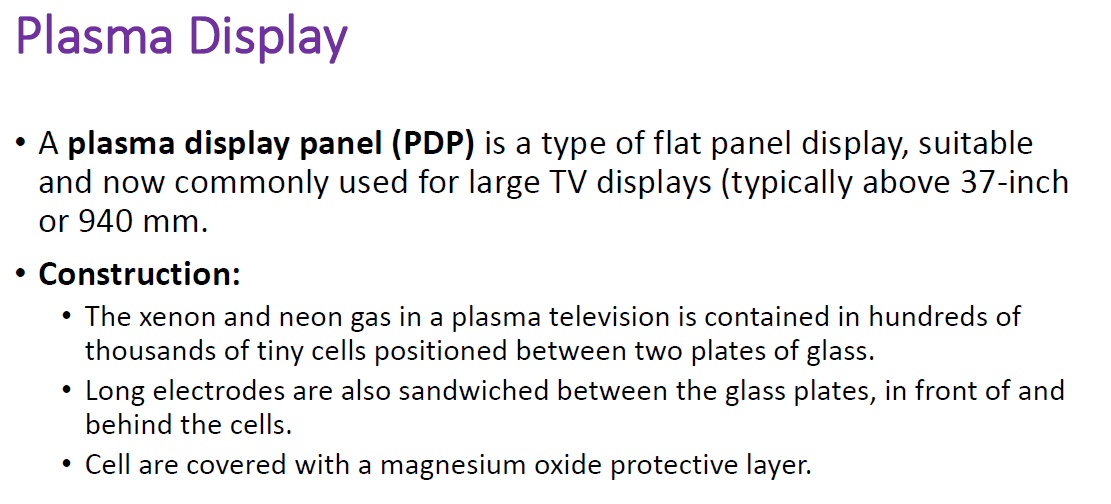 Plasma Display
• A plasma display panel (PDP) is a type of flat panel display, suitable
and now commonly used for large TV displays (typically above 37-inch
or 940 mm.
• Construction:
• The xenon and neon gas in a plasma television is contained in hundreds of
thousands of tiny cells positioned between two plates of glass.
• Long electrodes are also sandwiched between the glass plates, in front of and
behind the cells.
• Cell are covered with a magnesium oxide protective layer.